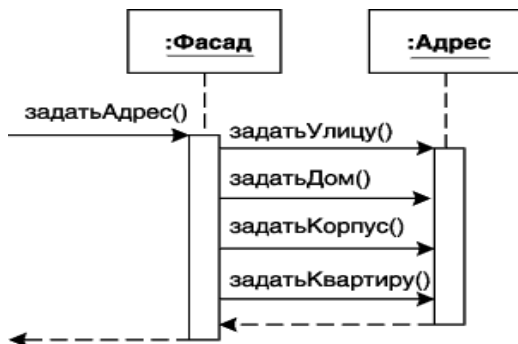 :Фасад
:Адрес
задатьАдрес()
задатьУлицу()
задатьДом()
задатьКорпус()
задатьКвартиру()